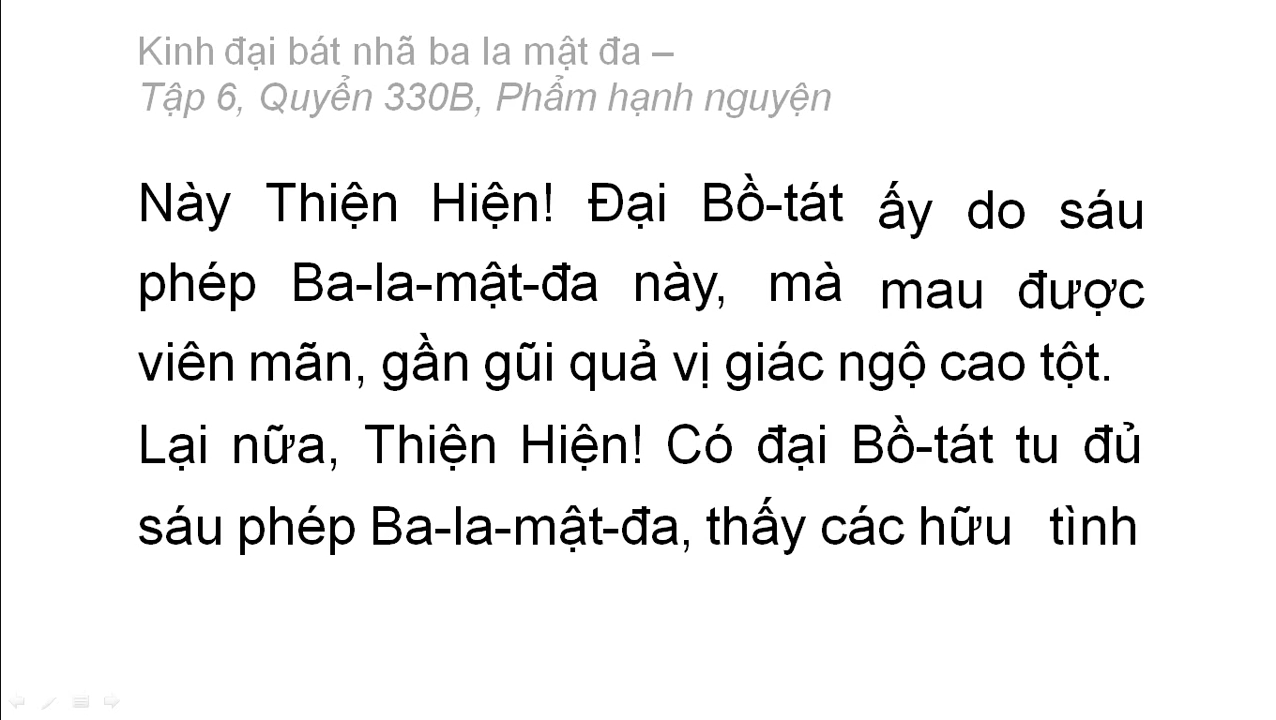 Kinh đại bát nhã ba la mật đa –
Tập 6, Quyển 330B, Phẩm hạnh nguyện
Này Thiện Hiện! Đại Bồ-tát ấy do sáu
phép Ba-la-mật-đa này, mà mau được
viên mãn, gần gũi quả vị giác ngộ cao tột.
Lại nữa, Thiện Hiện! Có đại Bồ-tát tu đủ
sáu phép Ba-la-mật-đa, thấy các hữu tình